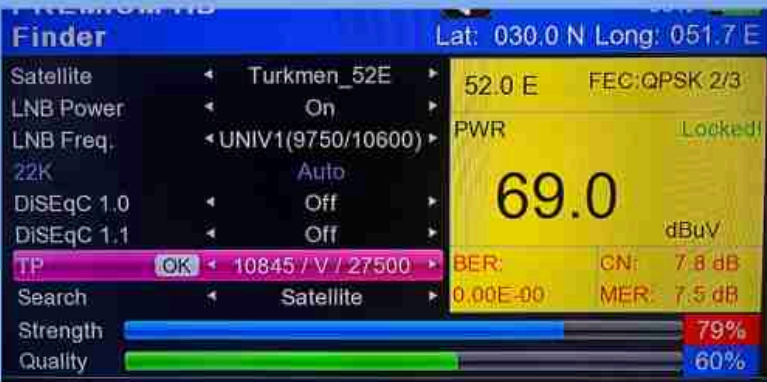 Finder
Lat: 030.0 N Long: 051.7 E
Satellite Turkmen_52E
LNB Power On
LNB Freq. UNIV1(9750/10600)
22K Auto
DiSEqC 1.0 Off
DiSEqC 1.1 Off
TP OK 10845 / V / 27500
Search Satellite
52.0 E FEC:QPSK 2/3
PWR Locked!
69.0
dBuV
BER: CN: 7.8 dB
0.00E-00 MER: 7.5 dB
Strength 79%
Quality 60%